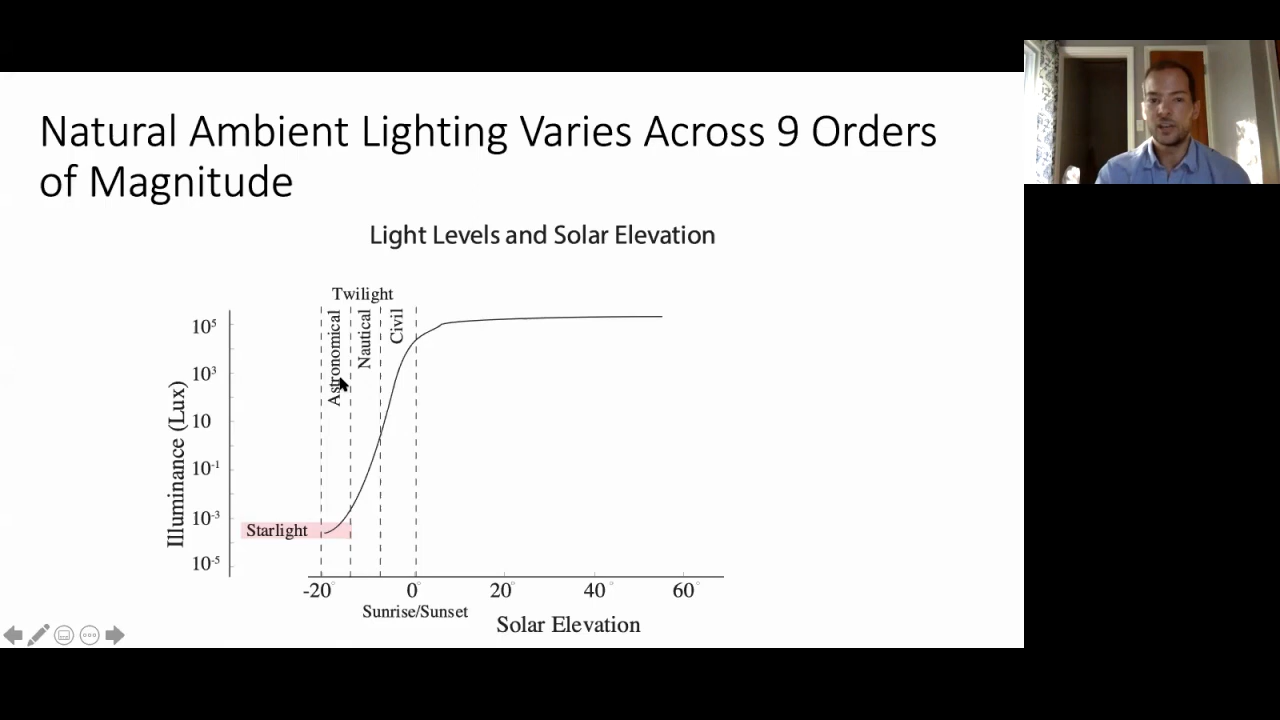 Natural Ambient Lighting Varies Across 9 Orders
of Magnitude
Light Levels and Solar Elevation
Twilight
Astronomical
Nautical
Civil
Illuminance (Lux)
10⁵
10³
10
10⁻¹
10⁻³
10⁻⁵
Starlight
-20° 0° 20° 40° 60°
Sunrise/Sunset
Solar Elevation